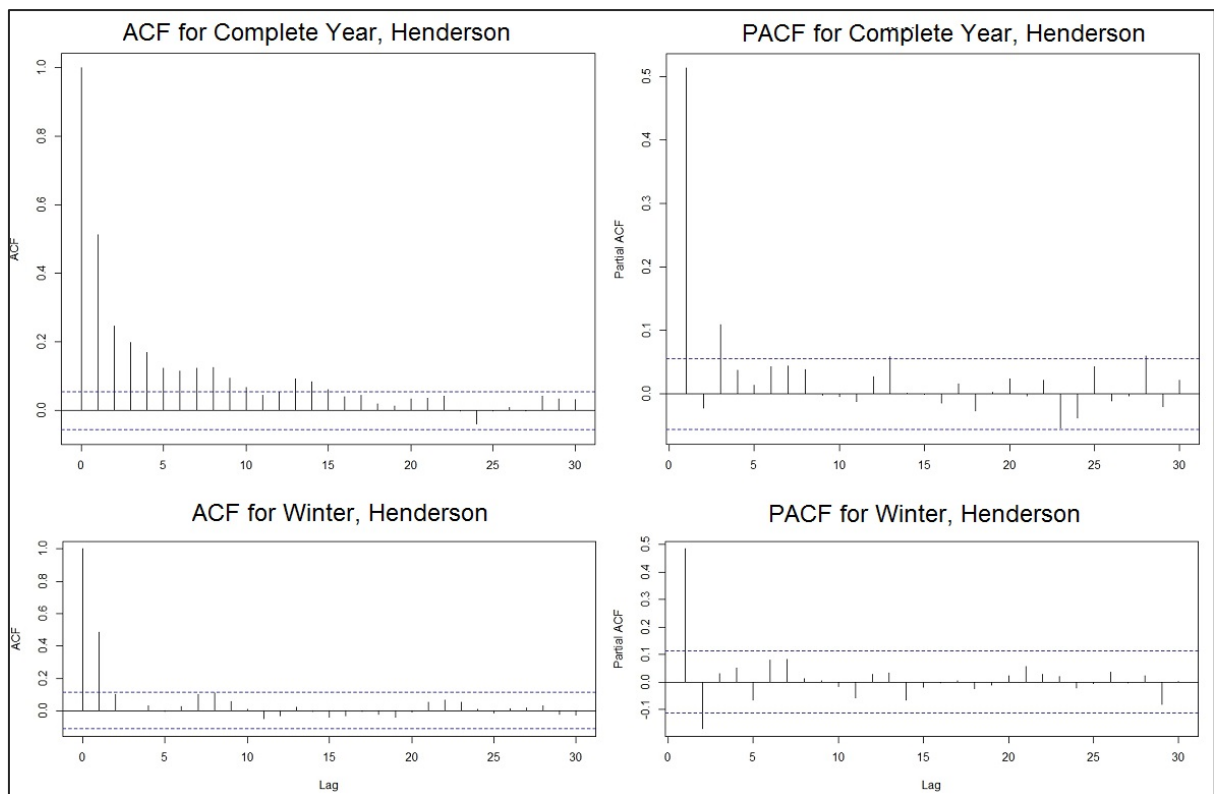 ACF for Complete Year, Henderson
PACF for Complete Year, Henderson
ACF
1.0
0.8
0.6
0.4
0.2
0.0
0 5 10 15 20 25 30
Partial ACF
0.5
0.4
0.3
0.2
0.1
0.0
0 5 10 15 20 25 30
ACF for Winter, Henderson
PACF for Winter, Henderson
ACF
1.0
0.8
0.6
0.4
0.2
0.0
0 5 10 15 20 25 30
Lag
Partial ACF
0.5
0.4
0.3
0.2
0.1
0.0
-0.1
0 5 10 15 20 25 30
Lag